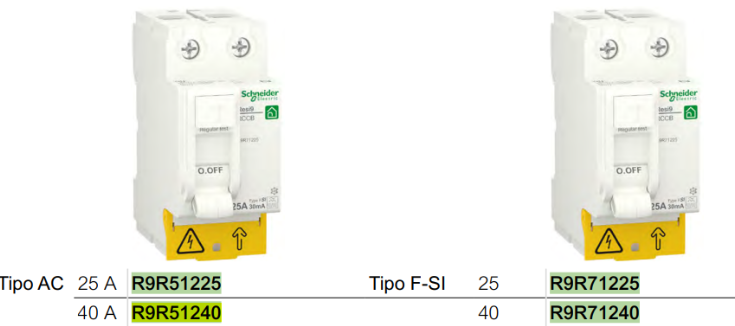 Schneider
Electric
O.OFF
25A 30mA
Schneider
Electric
O.OFF
25A 30mA
Tipo AC 25 A R9R51225 Tipo F-SI 25 R9R71225
40 A R9R51240 40 R9R71240